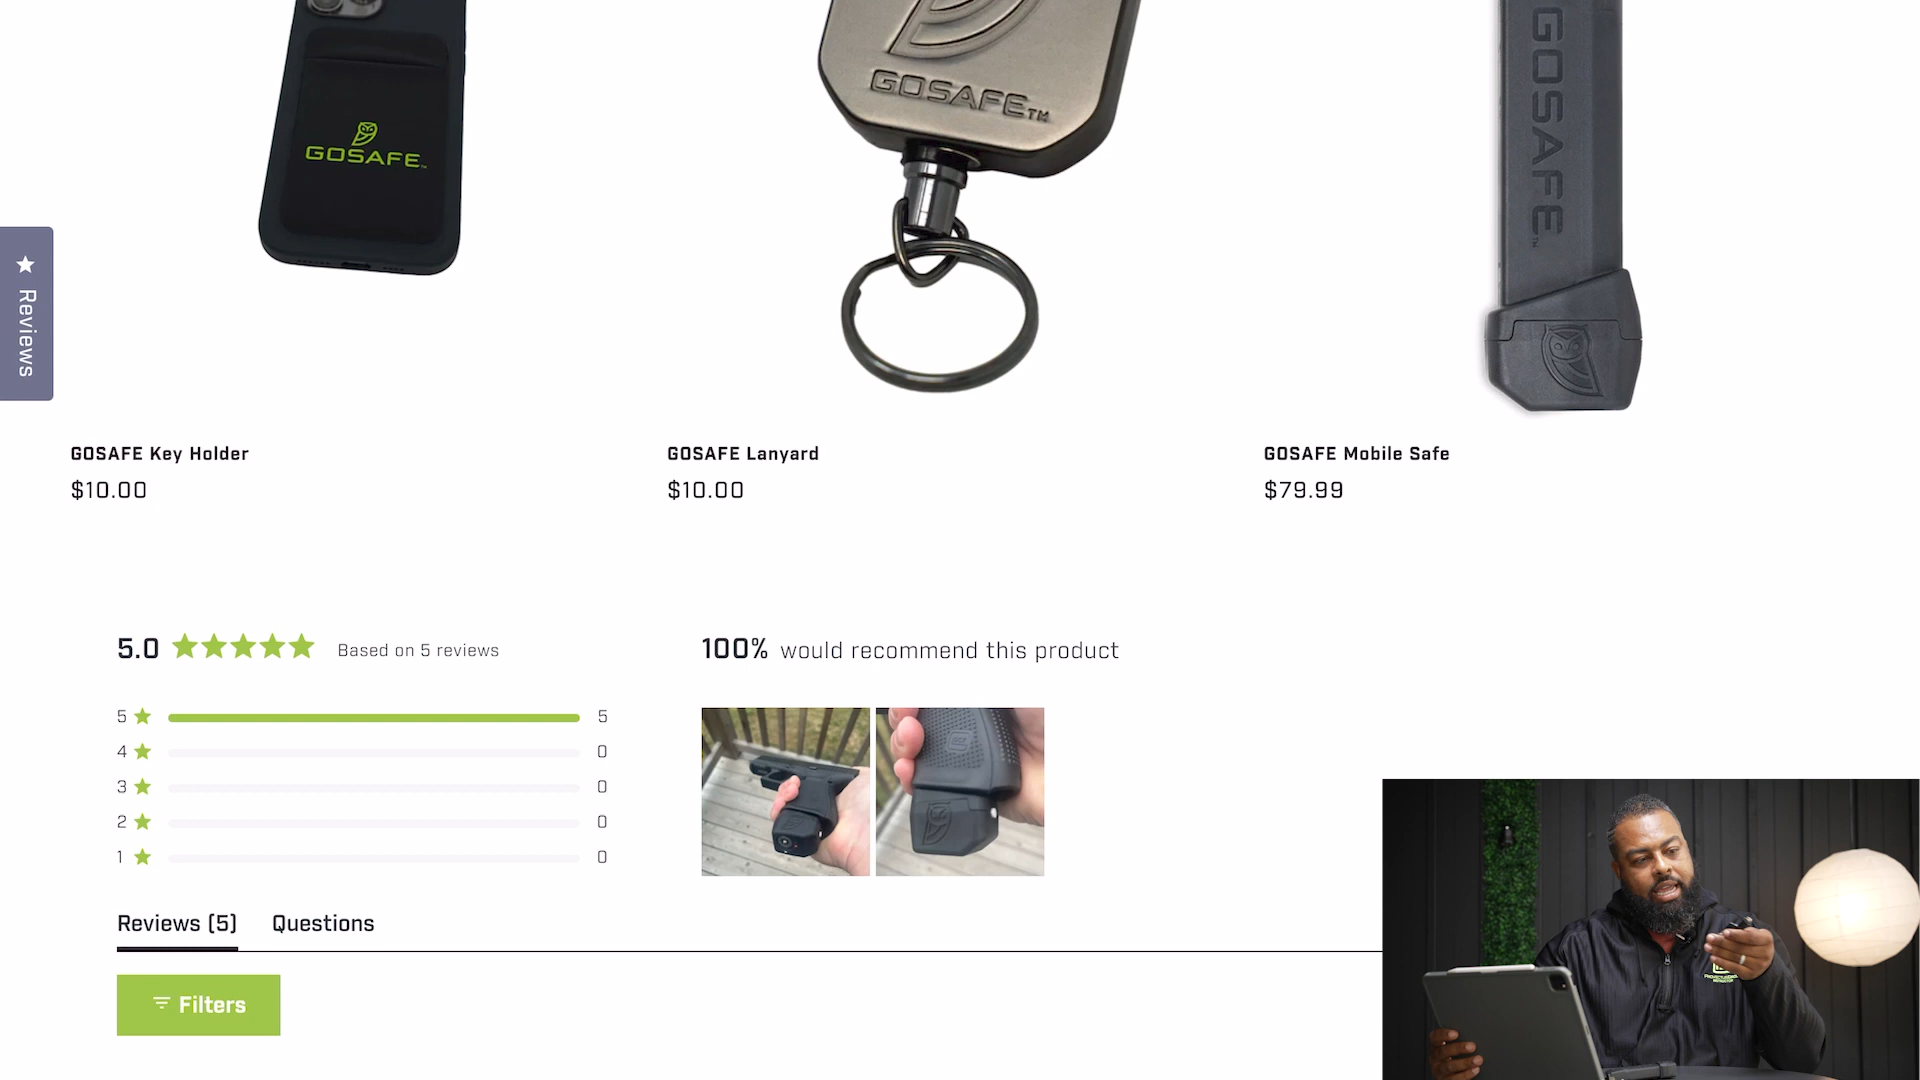 GOSAFE™
GOSAFE™
GOSAFE™
Reviews
GOSAFE Key Holder
$10.00
GOSAFE Lanyard
$10.00
GOSAFE Mobile Safe
$79.99
5.0
Based on 5 reviews
100% would recommend this product
5 5
4 0
3 0
2 0
1 0
Reviews (5)
Questions
Filters